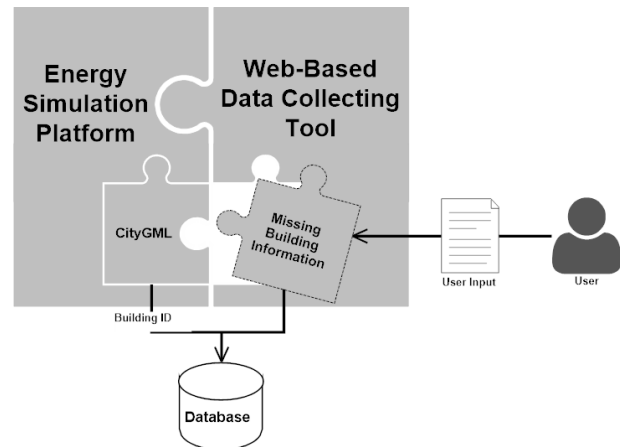 Energy
Simulation
Platform
Web-Based
Data Collecting
Tool
CityGML
Missing
Building
Information
User Input
User
Building ID
Database